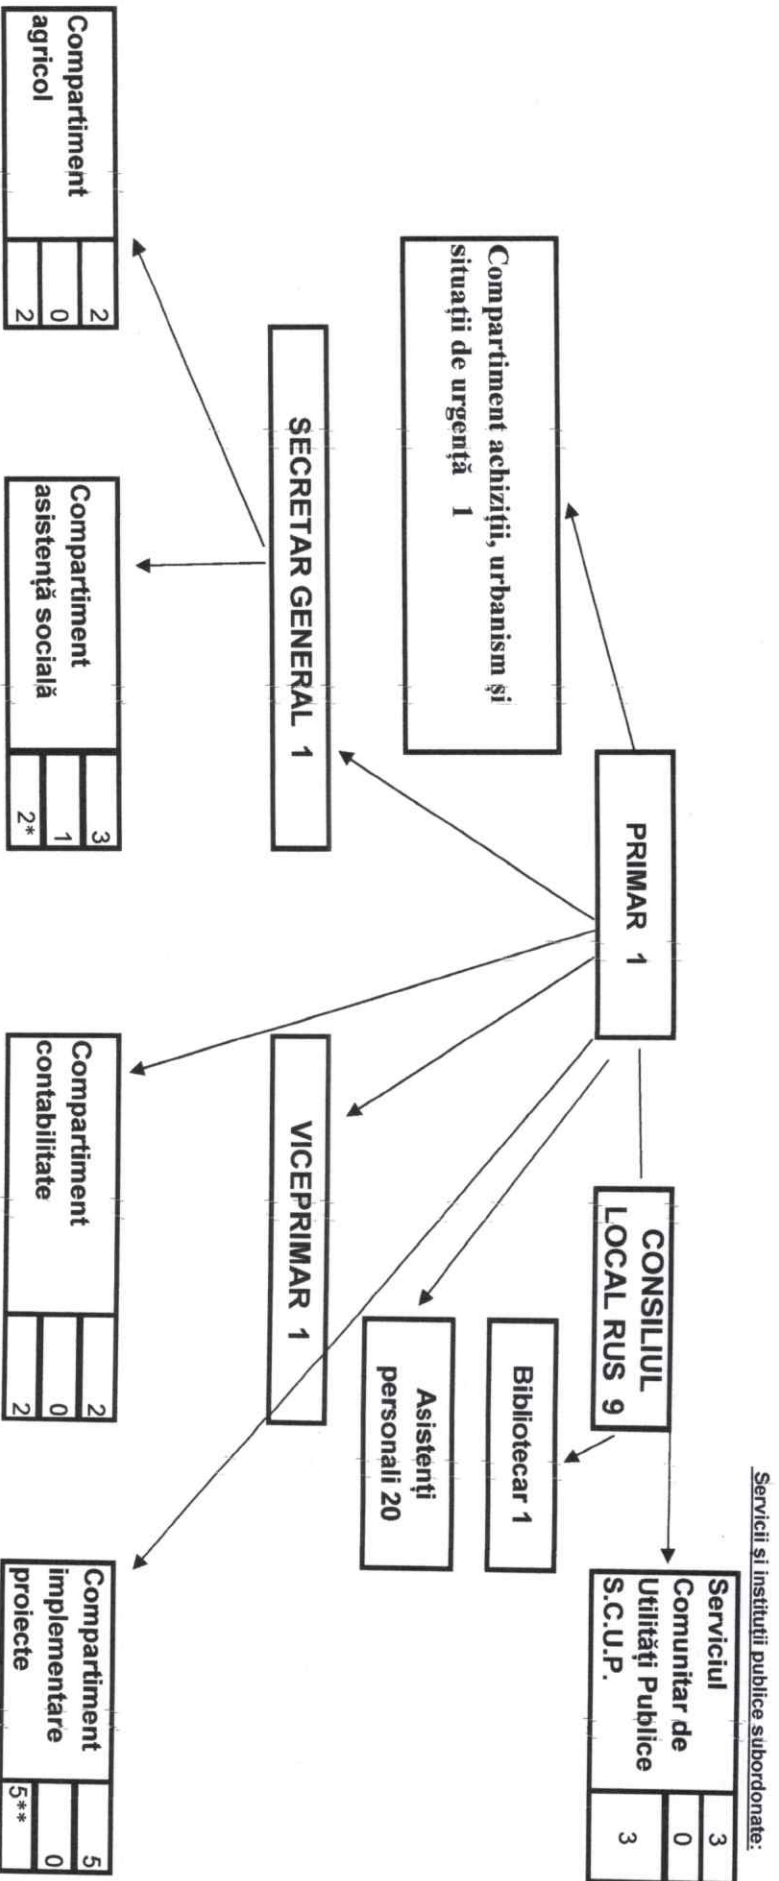 Servicii și instituții publice subordonate:
PRIMAR 1
CONSILIUL
LOCAL RUS 9
Serviciul
Comunitar de
Utilități Publice
S.C.U.P.
3
0
3
Compartiment achiziții, urbanism și
situații de urgență 1
Bibliotecar 1
Asistenți
personali 20
SECRETAR GENERAL 1
VICEPRIMAR 1
Compartiment
agricol
2
0
2
Compartiment
asistență socială
3
1
2*
Compartiment
contabilitate
2
0
2
Compartiment
implementare
proiecte
5
0
5**